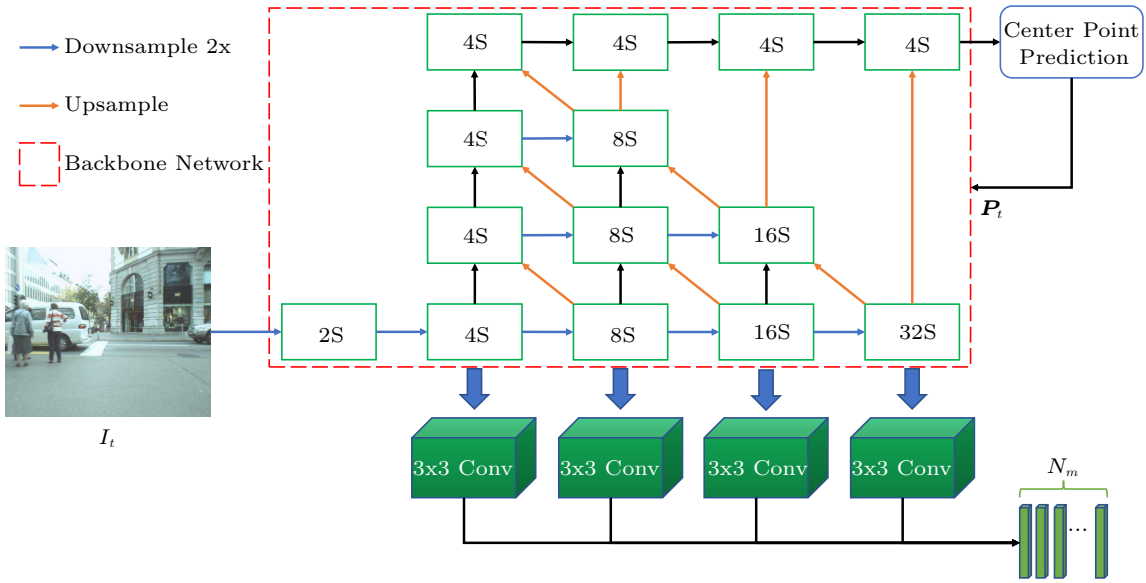 Downsample 2x
Upsample
Backbone Network
4S 4S 4S 4S
Center Point
Prediction
4S 8S
P_t
4S 8S 16S
2S 4S 8S 16S 32S
I_t
3x3 Conv 3x3 Conv 3x3 Conv 3x3 Conv
N_m
...